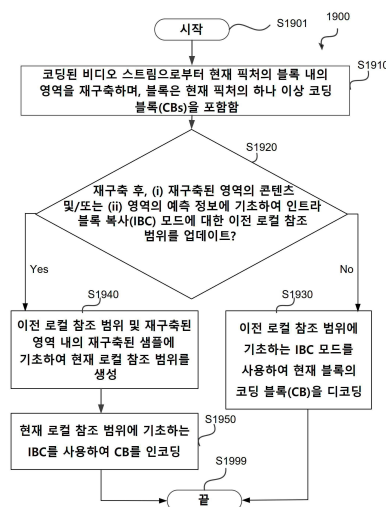 1900
시작
S1901
코딩된 비디오 스트림으로부터 현재 픽처의 블록 내의
영역을 재구축하며, 블록은 현재 픽처의 하나 이상 코딩
블록(CBs)을 포함함
S1910
S1920
재구축 후, (i) 재구축된 영역의 콘텐츠
및/또는 (ii) 영역의 예측 정보에 기초하여 인트라
블록 복사(IBC) 모드에 대한 이전 로컬 참조
범위를 업데이트?
Yes
No
S1940
이전 로컬 참조 범위 및 재구축된
영역 내의 재구축된 샘플에
기초하여 현재 로컬 참조 범위를
생성
S1930
이전 로컬 참조 범위에
기초하는 IBC 모드를
사용하여 현재 블록의
코딩 블록(CB)을 디코딩
S1950
현재 로컬 참조 범위에 기초하는
IBC를 사용하여 CB를 인코딩
S1999
끝